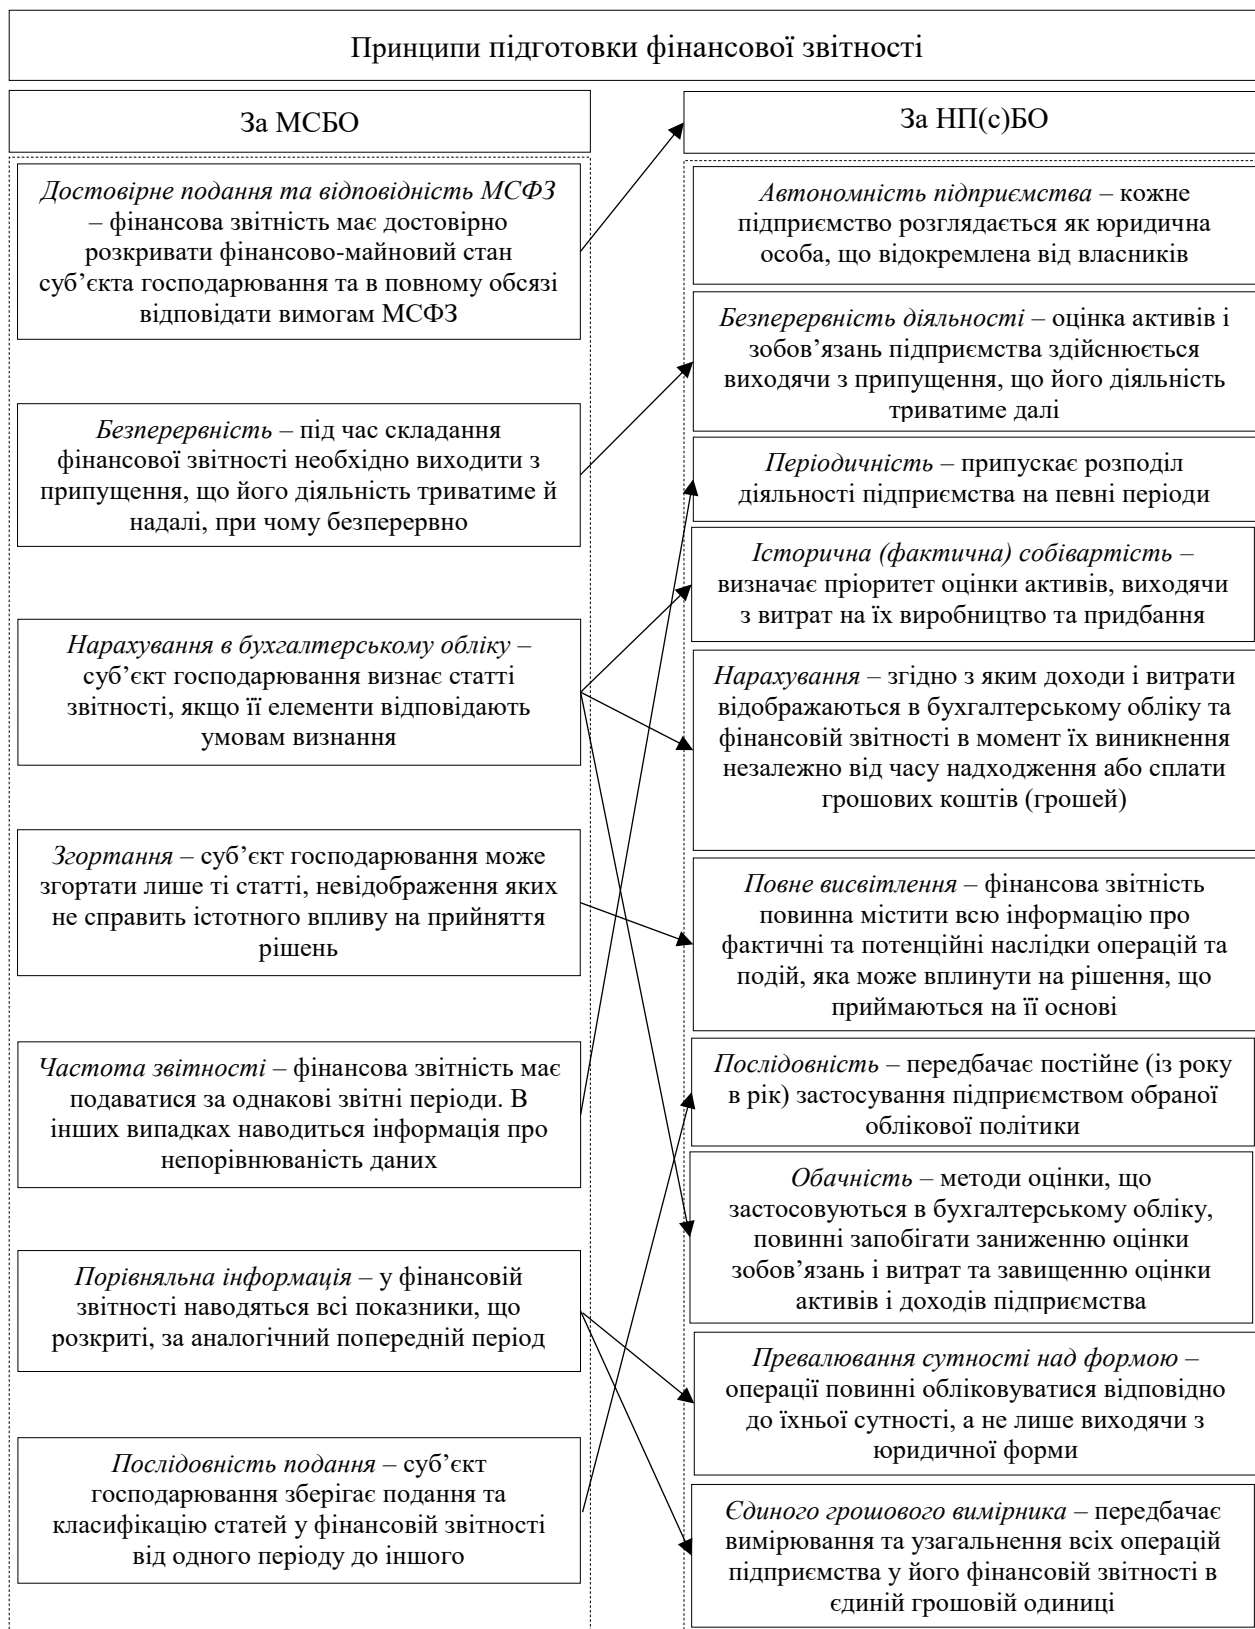 Принципи підготовки фінансової звітності
За МСБО
Достовірне подання та відповідність МСФЗ
– фінансова звітність має достовірно
розкривати фінансово-майновий стан
суб’єкта господарювання та в повному обсязі
відповідати вимогам МСФЗ
Безперервність – під час складання
фінансової звітності необхідно виходити з
припущення, що його діяльність триватиме й
надалі, при чому безперервно
Нарахування в бухгалтерському обліку –
суб’єкт господарювання визнає статті
звітності, якщо її елементи відповідають
умовам визнання
Згортання – суб’єкт господарювання може
згортати лише ті статті, невідображення яких
не справить істотного впливу на прийняття
рішень
Частота звітності – фінансова звітність має
подаватися за однакові звітні періоди. В
інших випадках наводиться інформація про
непорівнюваність даних
Порівняльна інформація – у фінансовій
звітності наводяться всі показники, що
розкриті, за аналогічний попередній період
Послідовність подання – суб’єкт
господарювання зберігає подання та
класифікацію статей у фінансовій звітності
від одного періоду до іншого
За НП(с)БО
Автономність підприємства – кожне
підприємство розглядається як юридична
особа, що відокремлена від власників
Безперервність діяльності – оцінка активів і
зобов’язань підприємства здійснюється
виходячи з припущення, що його діяльність
триватиме далі
Періодичність – припускає розподіл
діяльності підприємства на певні періоди
Історична (фактична) собівартість –
визначає пріоритет оцінки активів, виходячи
з витрат на їх виробництво та придбання
Нарахування – згідно з яким доходи і витрати
відображаються в бухгалтерському обліку та
фінансовій звітності в момент їх виникнення
незалежно від часу надходження або сплати
грошових коштів (грошей)
Повне висвітлення – фінансова звітність
повинна містити всю інформацію про
фактичні та потенційні наслідки операцій та
подій, яка може вплинути на рішення, що
приймаються на її основі
Послідовність – передбачає постійне (із року
в рік) застосування підприємством обраної
облікової політики
Обачність – методи оцінки, що
застосовуються в бухгалтерському обліку,
повинні запобігати заниженню оцінки
зобов’язань і витрат та завищенню оцінки
активів і доходів підприємства
Превалювання сутності над формою –
операції повинні обліковуватися відповідно
до їхньої сутності, а не лише виходячи з
юридичної форми
Єдиного грошового вимірника – передбачає
вимірювання та узагальнення всіх операцій
підприємства у його фінансовій звітності в
єдиній грошовій одиниці